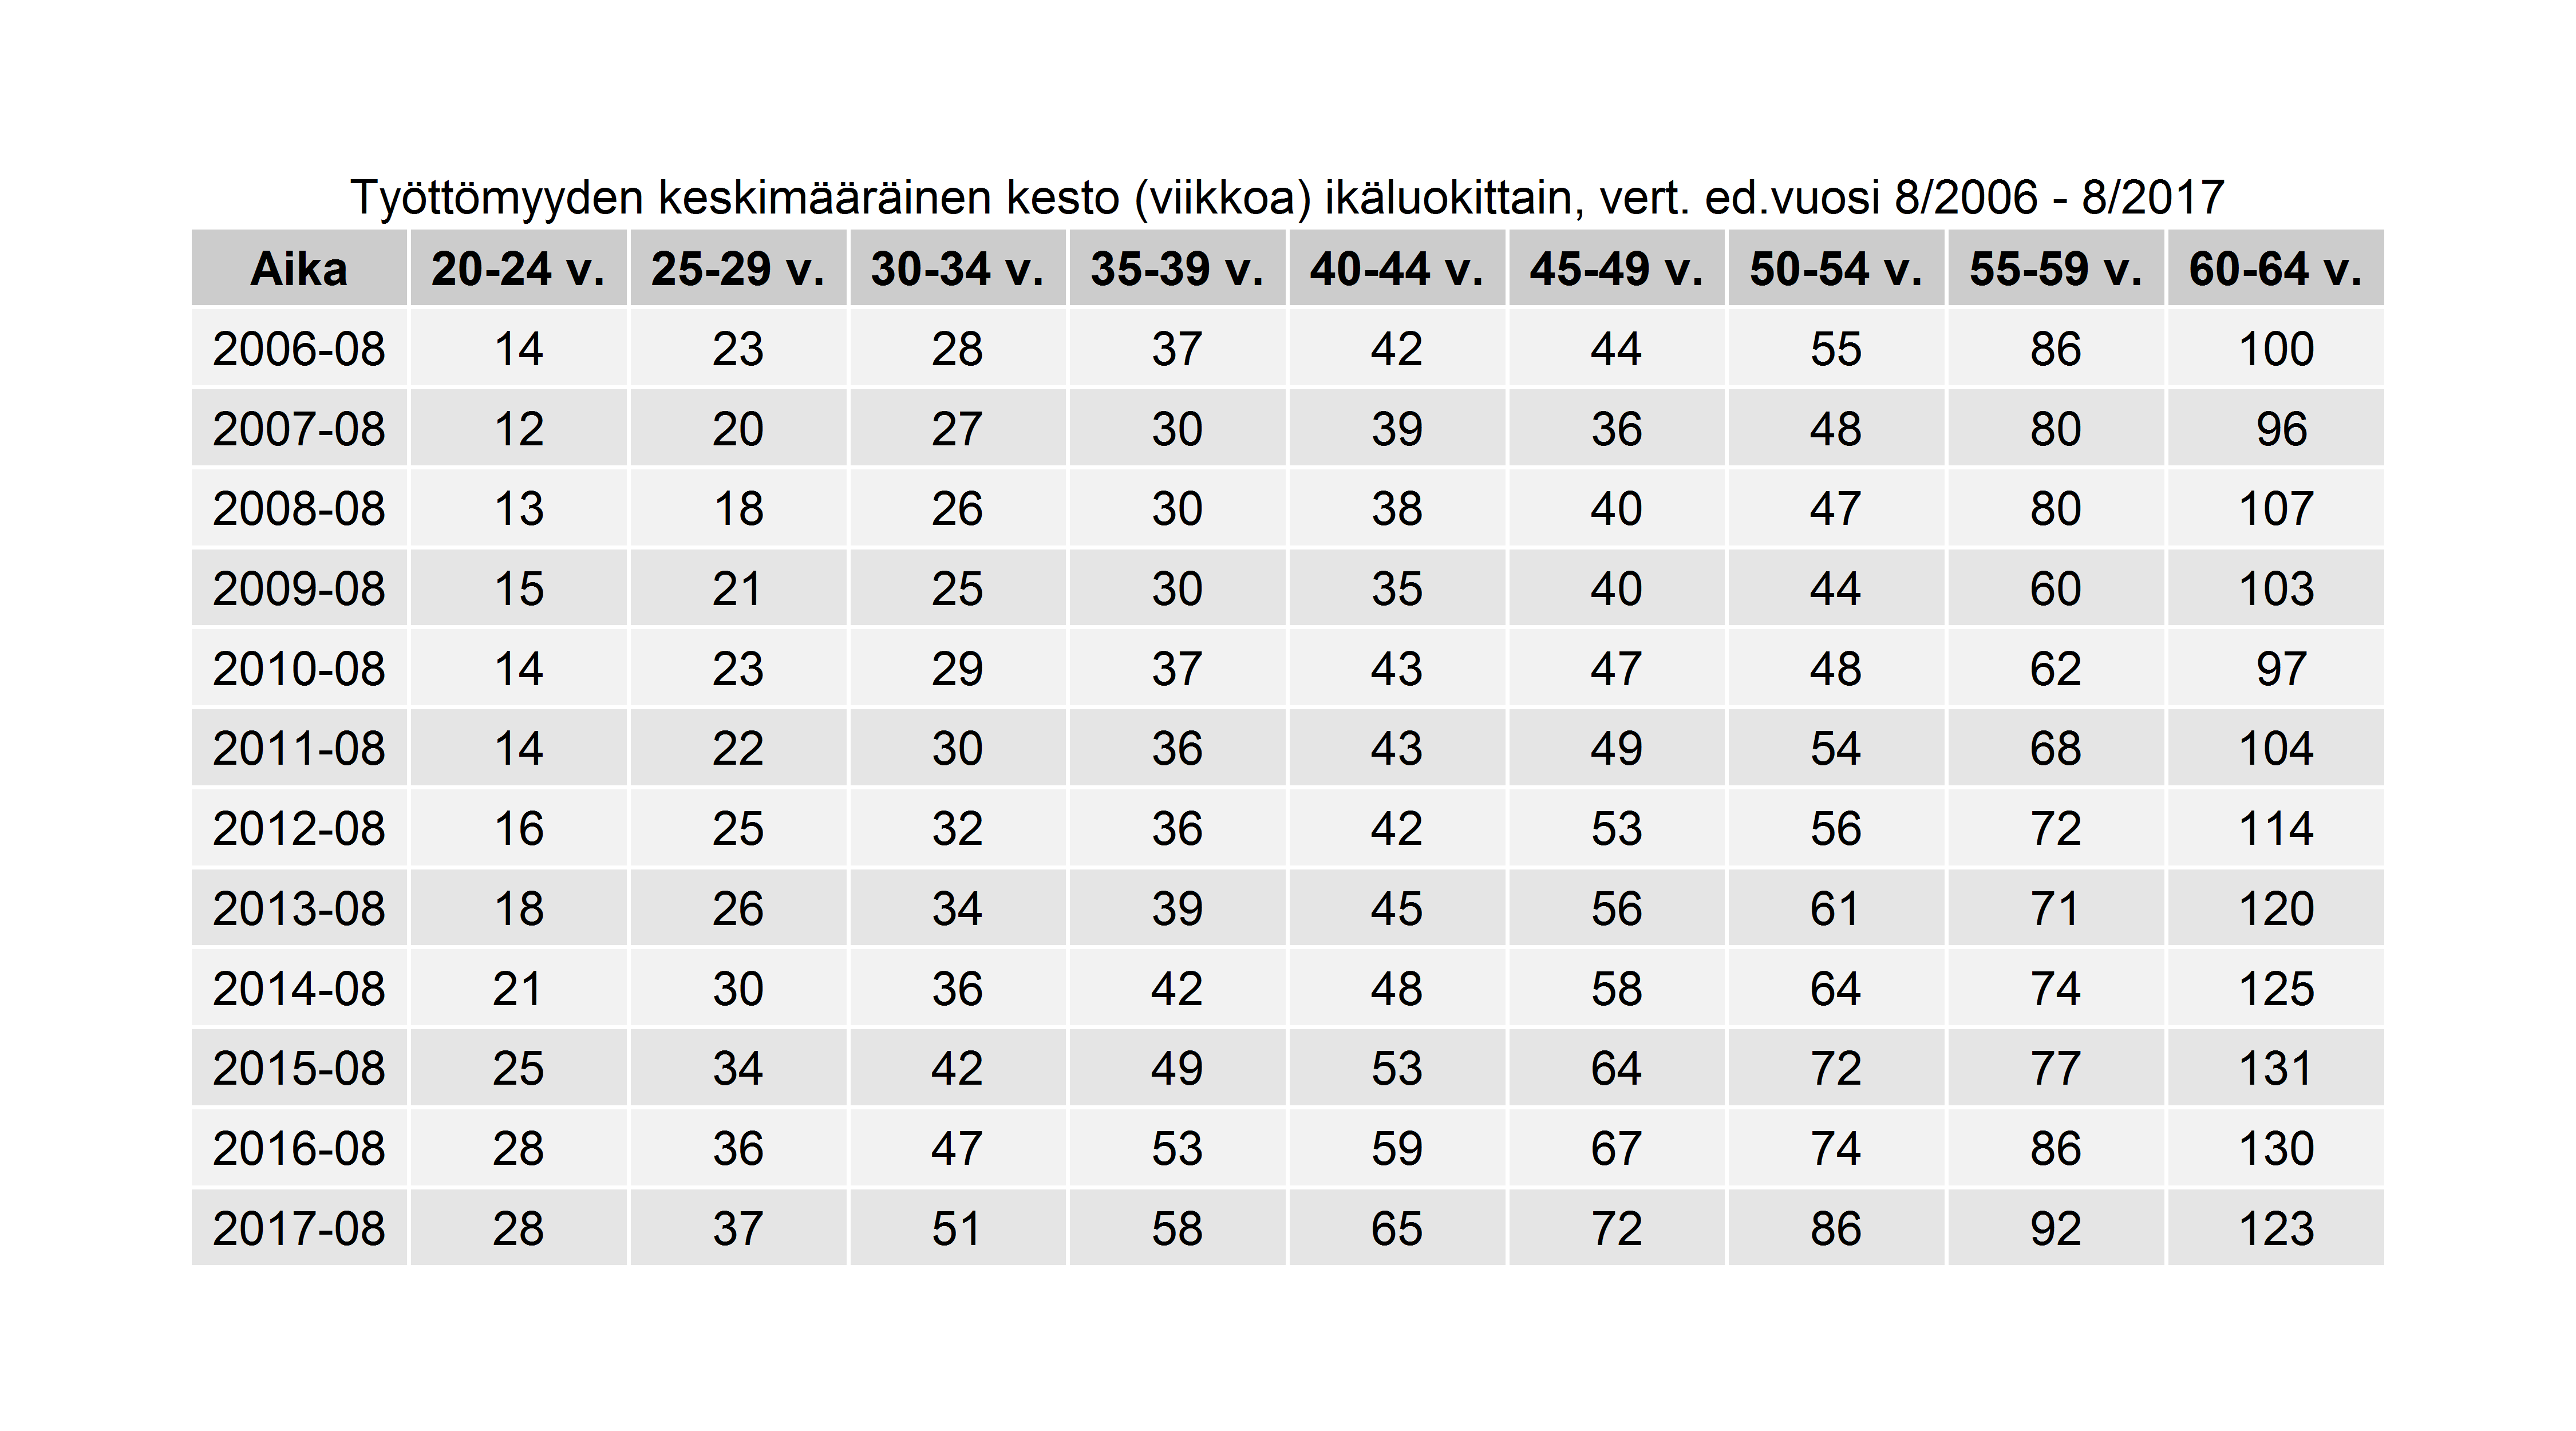 Työttömyyden keskimääräinen kesto (viikkoa) ikäluokittain, vert. ed.vuosi 8/2006 - 8/2017
Aika 20-24 v. 25-29 v. 30-34 v. 35-39 v. 40-44 v. 45-49 v. 50-54 v. 55-59 v. 60-64 v.
2006-08 14 23 28 37 42 44 55 86 100
2007-08 12 20 27 30 39 36 48 80 96
2008-08 13 18 26 30 38 40 47 80 107
2009-08 15 21 25 30 35 40 44 60 103
2010-08 14 23 29 37 43 47 48 62 97
2011-08 14 22 30 36 43 49 54 68 104
2012-08 16 25 32 36 42 53 56 72 114
2013-08 18 26 34 39 45 56 61 71 120
2014-08 21 30 36 42 48 58 64 74 125
2015-08 25 34 42 49 53 64 72 77 131
2016-08 28 36 47 53 59 67 74 86 130
2017-08 28 37 51 58 65 72 86 92 123